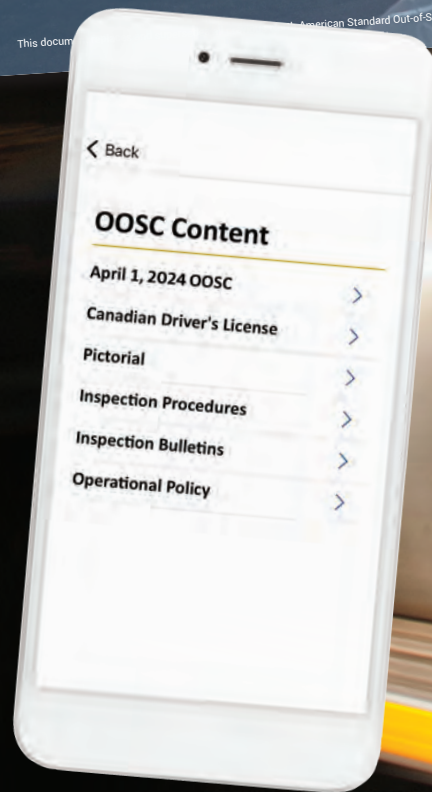 American Standard Out-of-S
This docum
Back
OOSC Content
April 1, 2024 OOSC
Canadian Driver's License
Pictorial
Inspection Procedures
Inspection Bulletins
Operational Policy